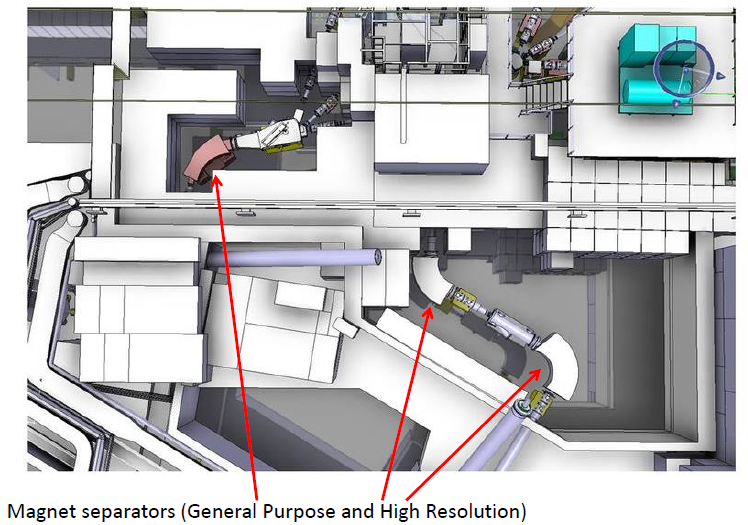 Magnet separators (General Purpose and High Resolution)